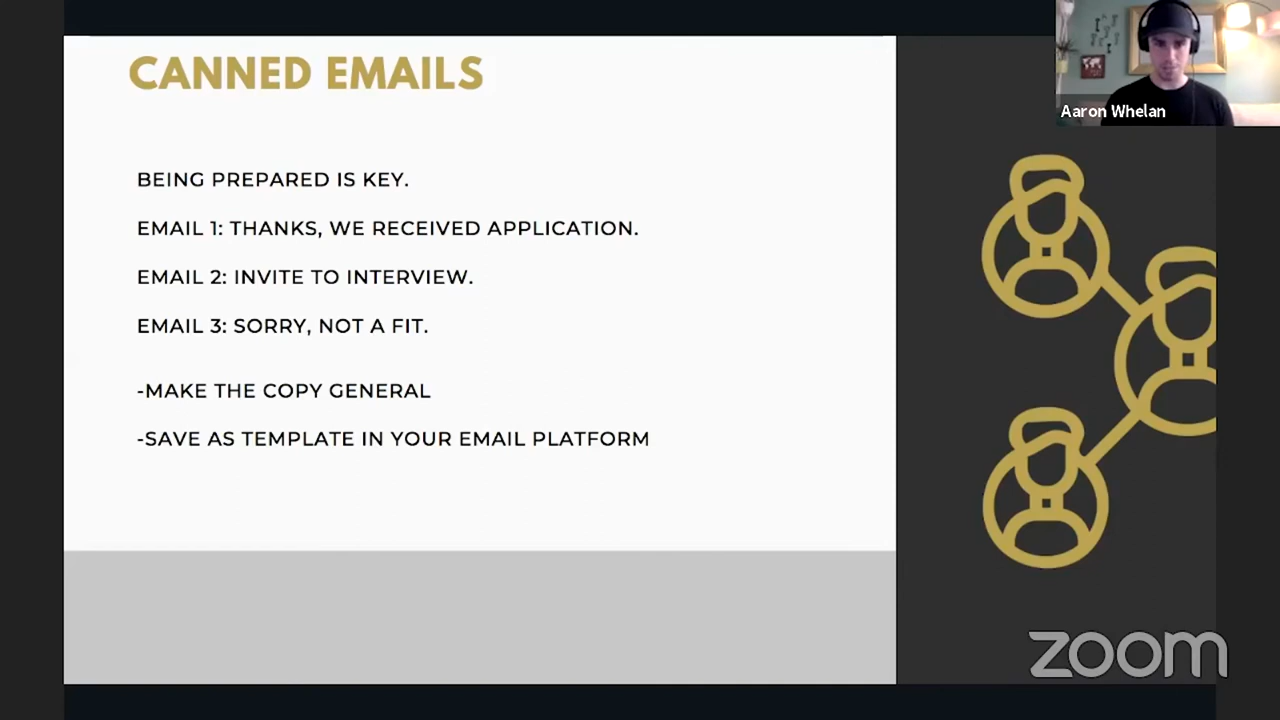 CANNED EMAILS
Aaron Whelan
BEING PREPARED IS KEY.
EMAIL 1: THANKS, WE RECEIVED APPLICATION.
EMAIL 2: INVITE TO INTERVIEW.
EMAIL 3: SORRY, NOT A FIT.
-MAKE THE COPY GENERAL
-SAVE AS TEMPLATE IN YOUR EMAIL PLATFORM
zoom